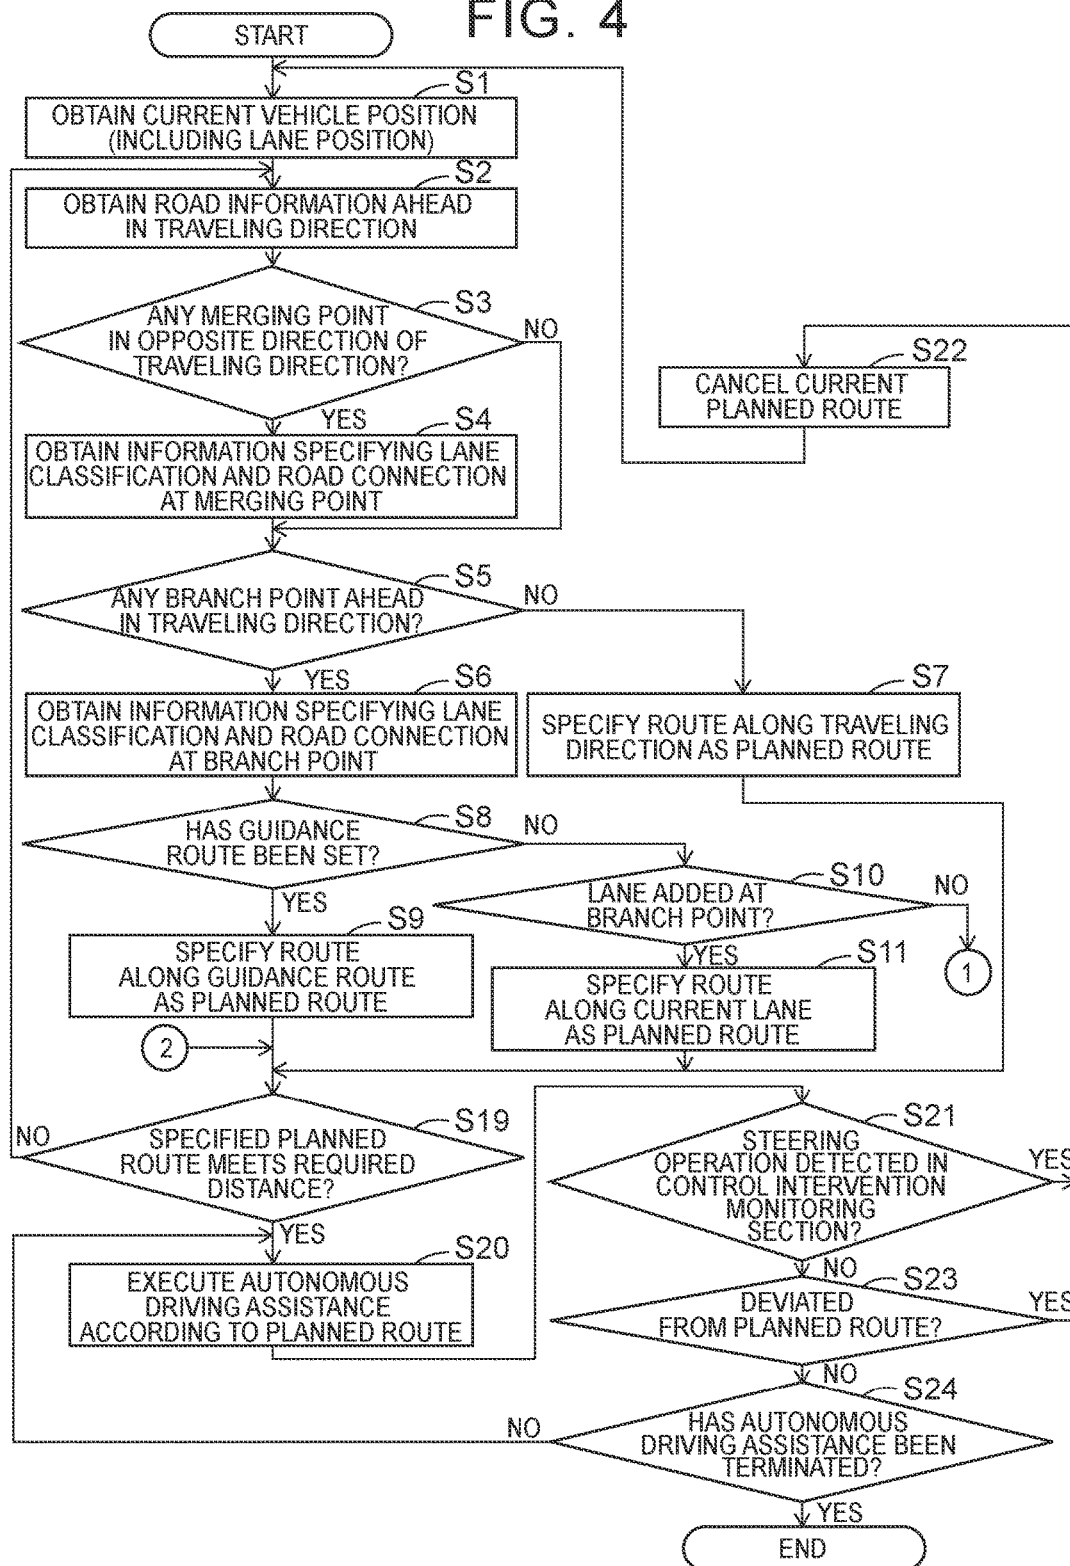 FIG. 4
START
S1
OBTAIN CURRENT VEHICLE POSITION
(INCLUDING LANE POSITION)
S2
OBTAIN ROAD INFORMATION AHEAD
IN TRAVELING DIRECTION
S3
ANY MERGING POINT
IN OPPOSITE DIRECTION OF
TRAVELING DIRECTION?
NO
YES
S22
CANCEL CURRENT
PLANNED ROUTE
S4
OBTAIN INFORMATION SPECIFYING LANE
CLASSIFICATION AND ROAD CONNECTION
AT MERGING POINT
S5
ANY BRANCH POINT AHEAD
IN TRAVELING DIRECTION?
NO
YES
S6
OBTAIN INFORMATION SPECIFYING LANE
CLASSIFICATION AND ROAD CONNECTION
AT BRANCH POINT
S7
SPECIFY ROUTE ALONG TRAVELING
DIRECTION AS PLANNED ROUTE
S8
HAS GUIDANCE
ROUTE BEEN SET?
NO
YES
S10
LANE ADDED AT
BRANCH POINT?
NO
YES
1
S9
SPECIFY ROUTE
ALONG GUIDANCE ROUTE
AS PLANNED ROUTE
S11
SPECIFY ROUTE
ALONG CURRENT LANE
AS PLANNED ROUTE
2
S19
SPECIFIED PLANNED
ROUTE MEETS REQUIRED
DISTANCE?
NO
YES
S20
EXECUTE AUTONOMOUS
DRIVING ASSISTANCE
ACCORDING TO PLANNED ROUTE
S21
STEERING
OPERATION DETECTED IN
CONTROL INTERVENTION
MONITORING
SECTION?
YES
NO
S23
DEVIATED
FROM PLANNED ROUTE?
YES
NO
S24
HAS AUTONOMOUS
DRIVING ASSISTANCE BEEN
TERMINATED?
NO
YES
END